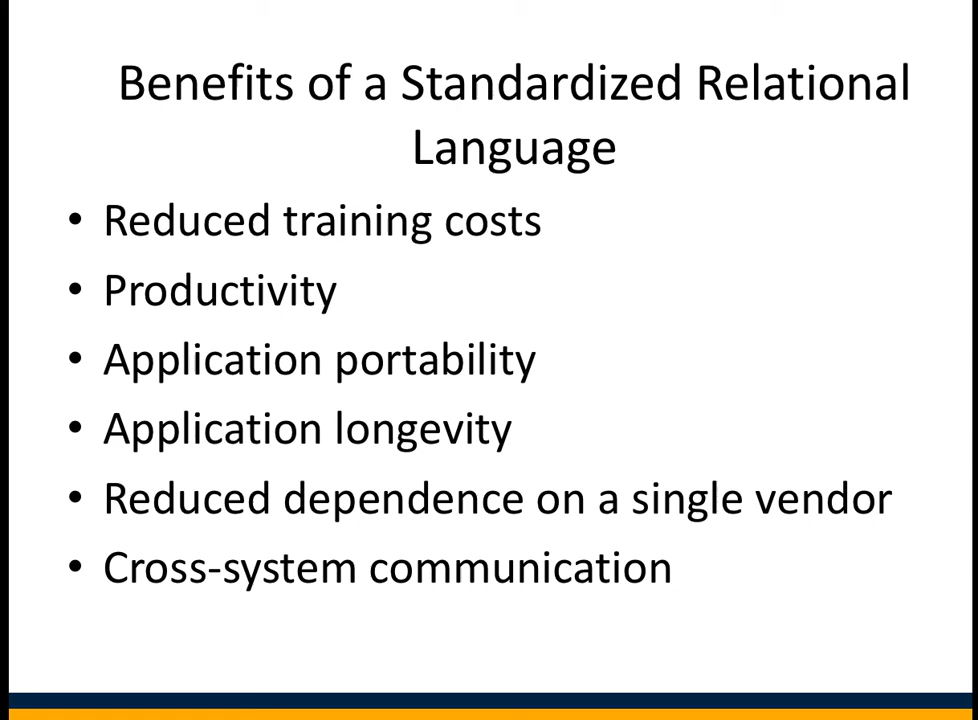 Benefits of a Standardized Relational
Language
• Reduced training costs
• Productivity
• Application portability
• Application longevity
• Reduced dependence on a single vendor
• Cross-system communication